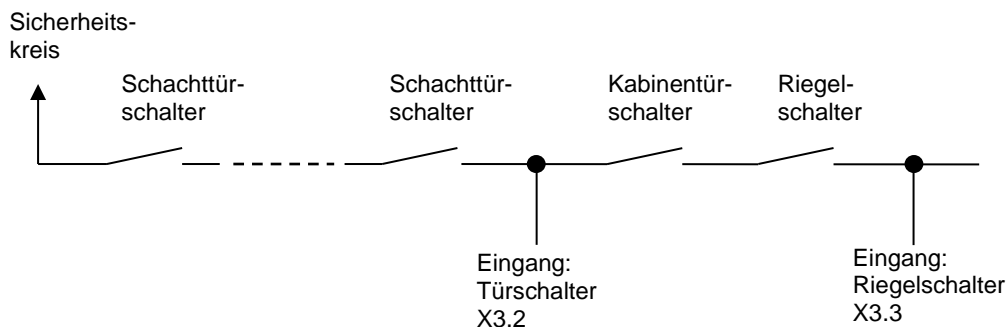 Sicherheits-
kreis
Schachttür-
schalter
Schachttür-
schalter
Kabinentür-
schalter
Riegel-
schalter
Eingang:
Türschalter
X3.2
Eingang:
Riegelschalter
X3.3